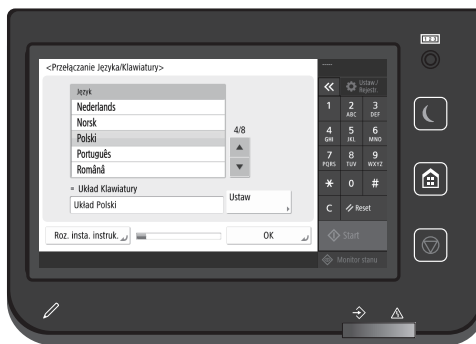 <Przełączanie Języka/Klawiatury>
Język
Nederlands
Norsk
Polski
Português
Română
4/8
▪ Układ Klawiatury
Układ Polski
Ustaw
Roz. insta. instruk.
OK
Ustaw./
Rejestr.
1 2 ABC 3 DEF
4 GHI 5 JKL 6 MNO
7 PQRS 8 TUV 9 WXYZ
* 0 #
C Reset
Start
Monitor stanu